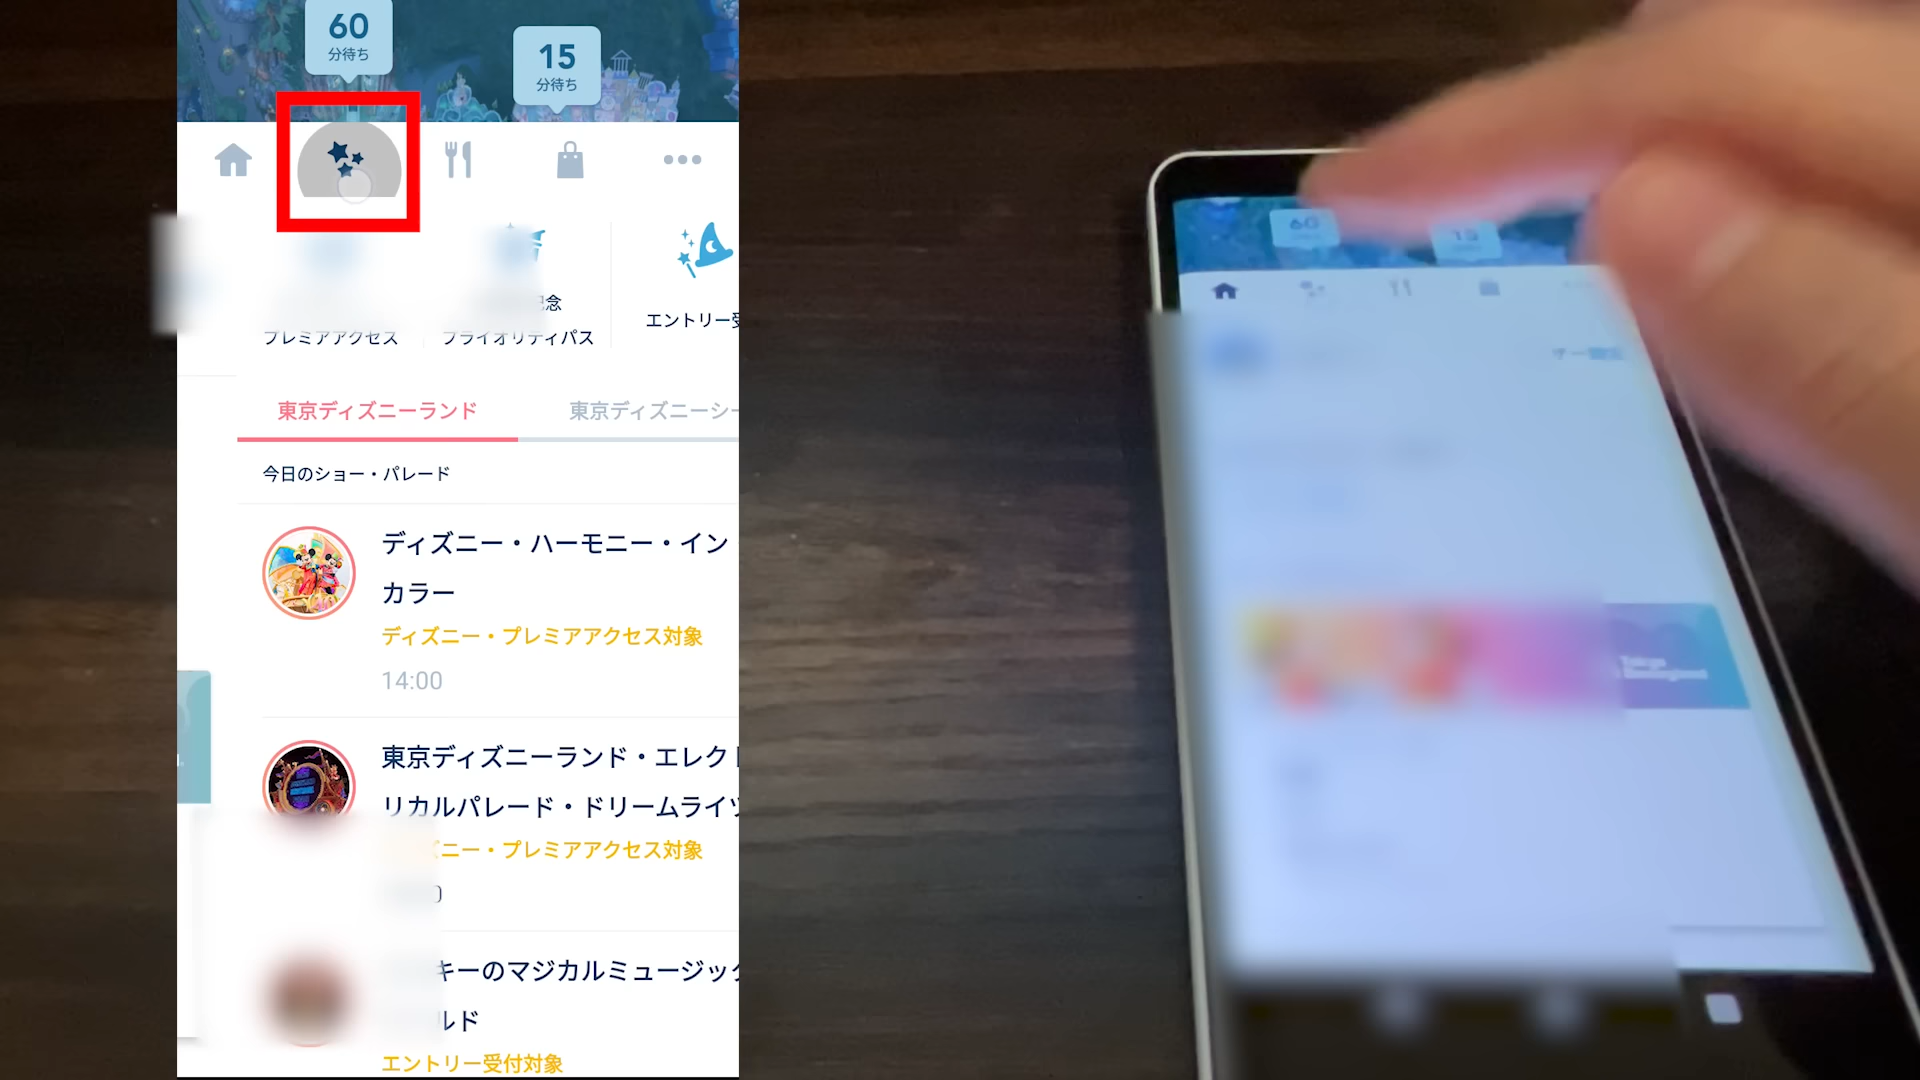 60
分待ち
15
分待ち
念
プレミアアクセス
プライオリティパス
エントリー受
東京ディズニーランド
東京ディズニーシー
今日のショー・パレード
ディズニー・ハーモニー・イン
カラー
ディズニー・プレミアアクセス対象
14:00
東京ディズニーランド・エレクト
リカルパレード・ドリームライツ
ニー・プレミアアクセス対象
0
キーのマジカルミュージック
ルド
エントリー受付対象
60
15